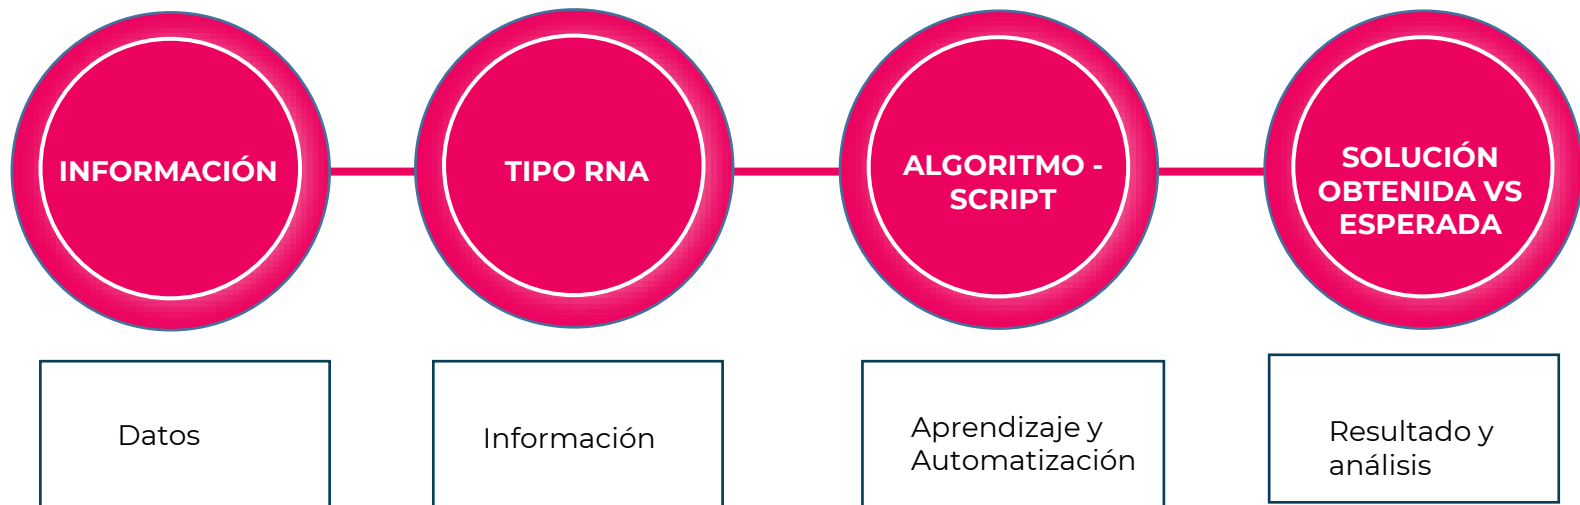 INFORMACIÓN
TIPO RNA
ALGORITMO -
SCRIPT
SOLUCIÓN
OBTENIDA VS
ESPERADA
Datos
Información
Aprendizaje y
Automatización
Resultado y
análisis